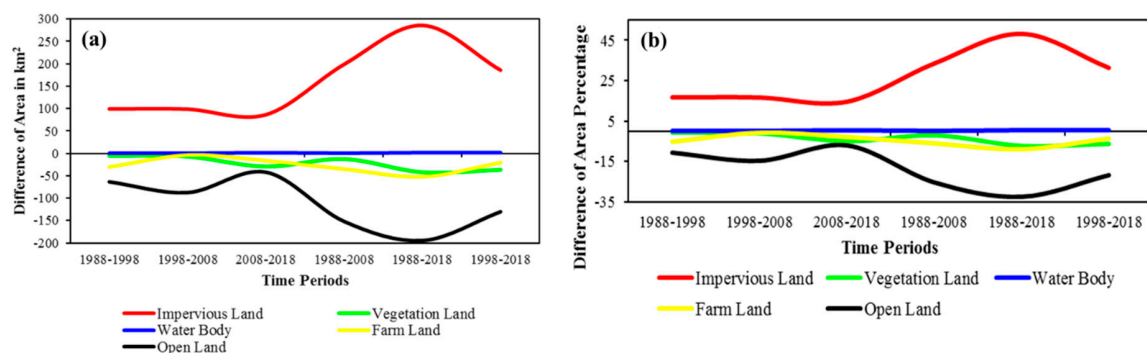 (a)
Difference of Area in km²
300
250
200
150
100
50
0
-50
-100
-150
-200
1988-1998 1998-2008 2008-2018 1988-2008 1988-2018 1998-2018
Time Periods
Impervious Land Vegetation Land
Water Body Farm Land
Open Land
(b)
Difference of Area Percentage
45
25
5
-15
-35
1988-1998 1998-2008 2008-2018 1988-2008 1988-2018 1998-2018
Time Periods
Impervious Land Vegetation Land Water Body
Farm Land Open Land